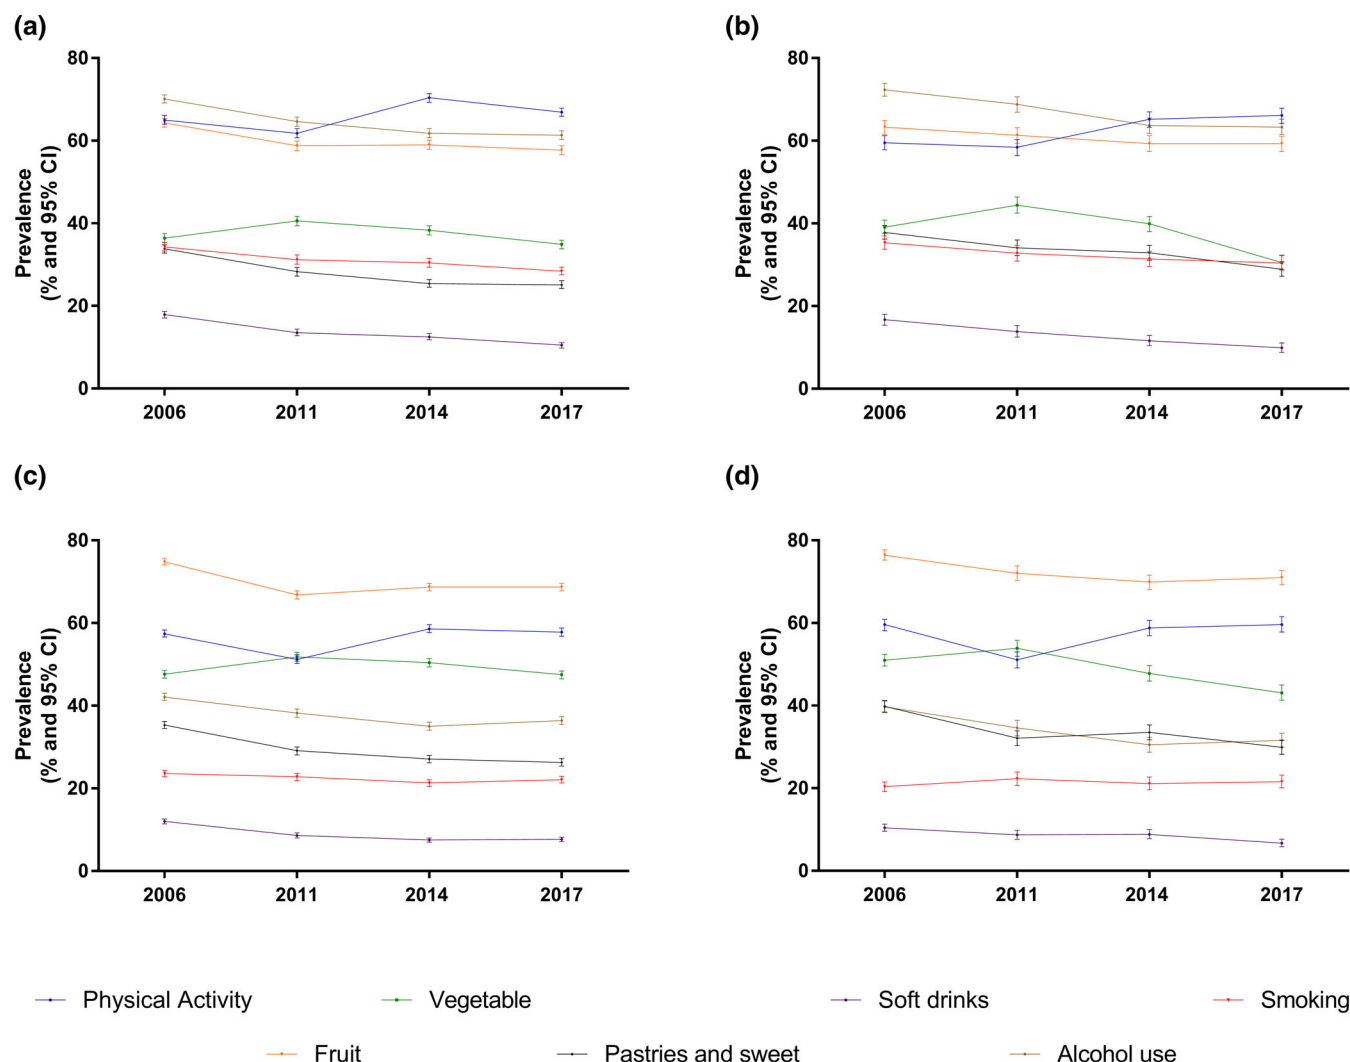 (a)
Prevalence
(% and 95% CI)
80
60
40
20
0
2006 2011 2014 2017
(b)
Prevalence
(% and 95% CI)
80
60
40
20
0
2006 2011 2014 2017
(c)
Prevalence
(% and 95% CI)
80
60
40
20
0
2006 2011 2014 2017
(d)
Prevalence
(% and 95% CI)
80
60
40
20
0
2006 2011 2014 2017
Physical Activity Vegetable Soft drinks Smoking
Fruit Pastries and sweet Alcohol use